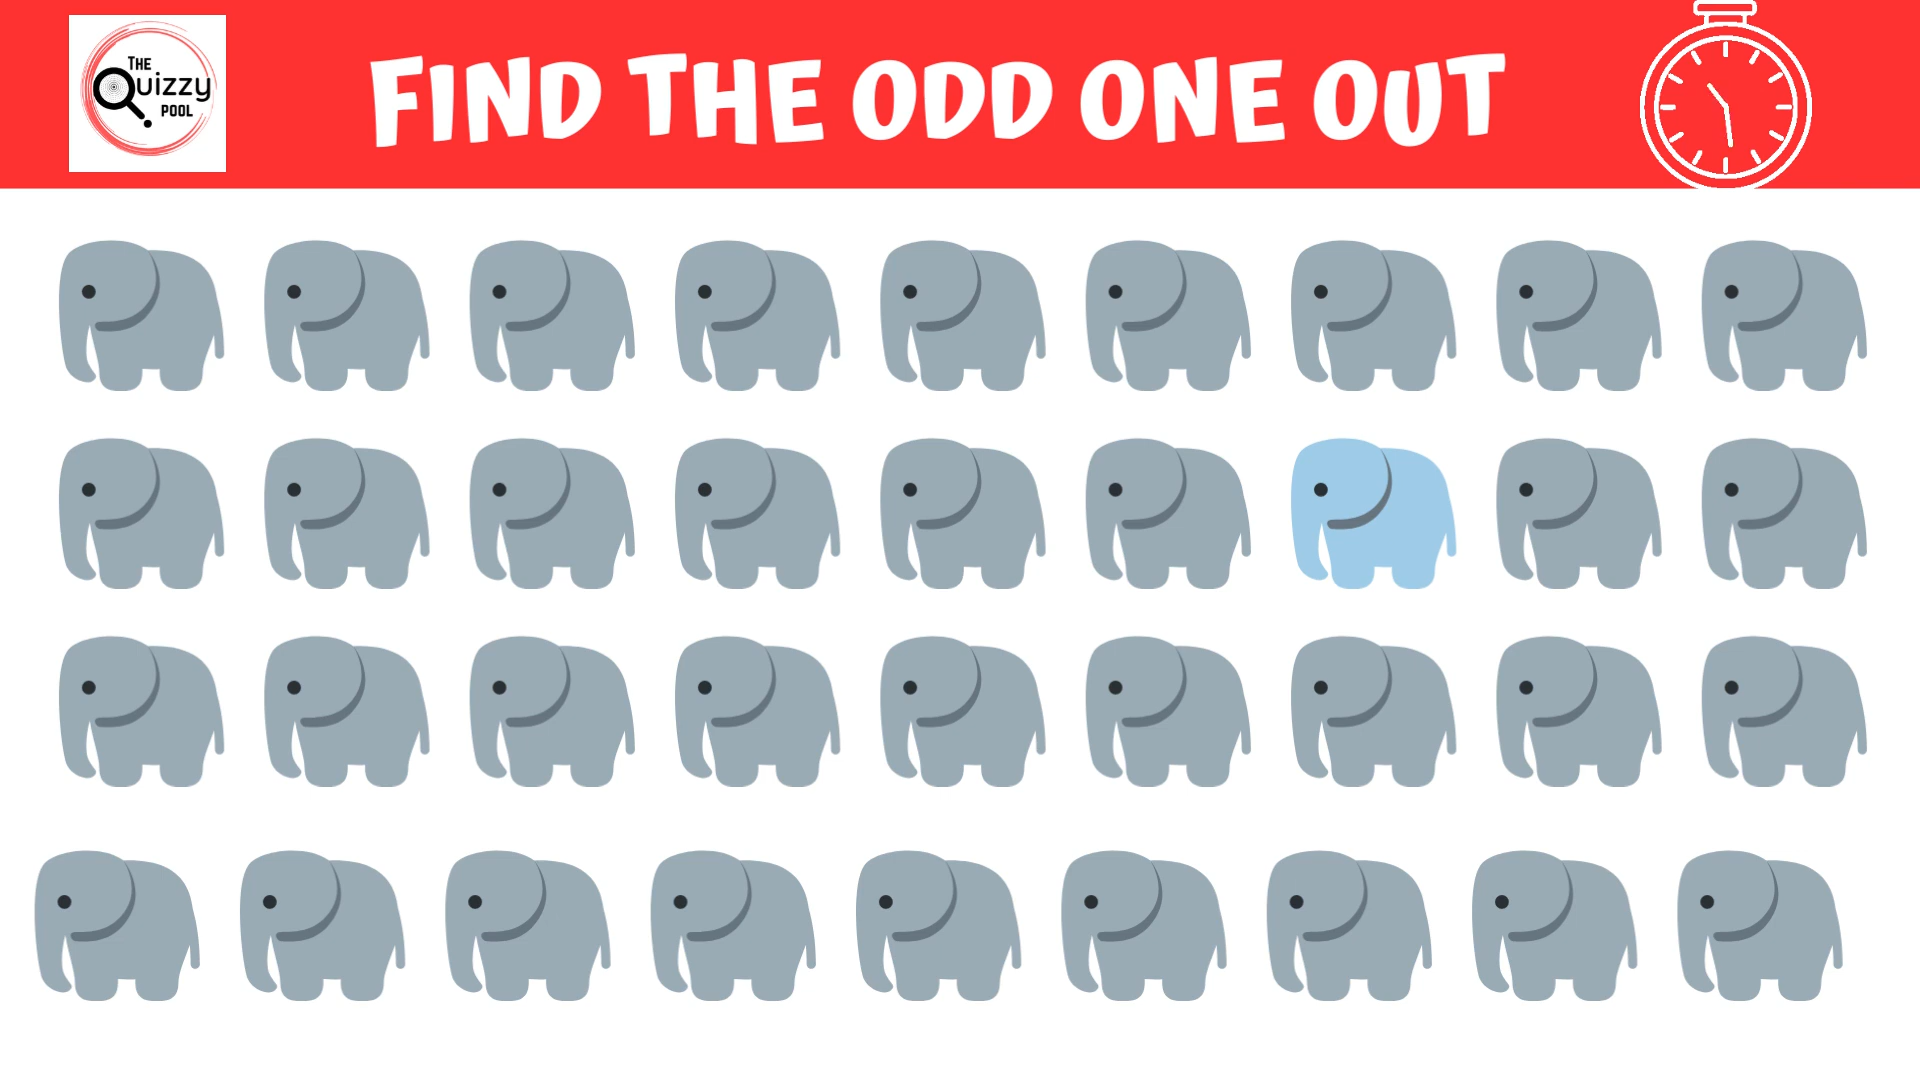 THE
Quizzy
POOL
FIND THE ODD ONE OUT